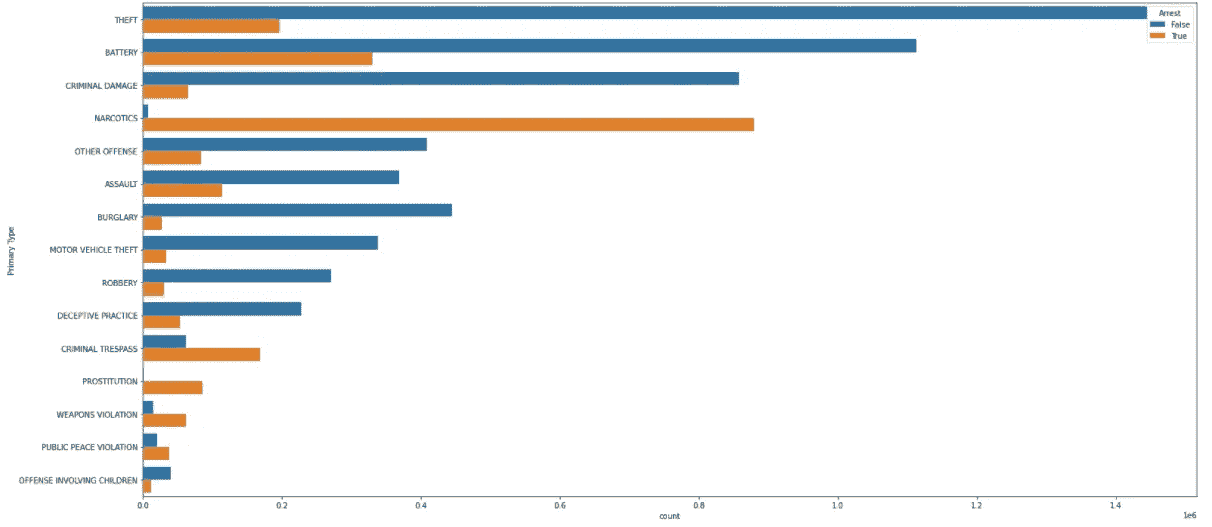 Arrest
False
True
THEFT
BATTERY
CRIMINAL DAMAGE
NARCOTICS
OTHER OFFENSE
ASSAULT
BURGLARY
MOTOR VEHICLE THEFT
ROBBERY
DECEPTIVE PRACTICE
CRIMINAL TRESPASS
PROSTITUTION
WEAPONS VIOLATION
PUBLIC PEACE VIOLATION
OFFENSE INVOLVING CHILDREN
Primary Type
0.0 0.2 0.4 0.6 0.8 1.0 1.2 1.4
count
1e6